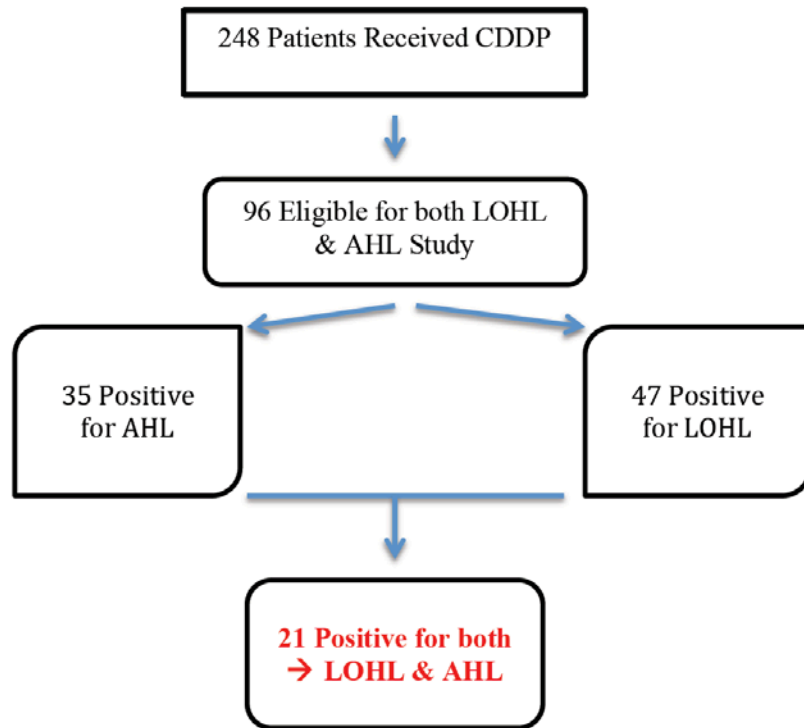 248 Patients Received CDDP
96 Eligible for both LOHL
& AHL Study
35 Positive
for AHL
47 Positive
for LOHL
21 Positive for both
→ LOHL & AHL